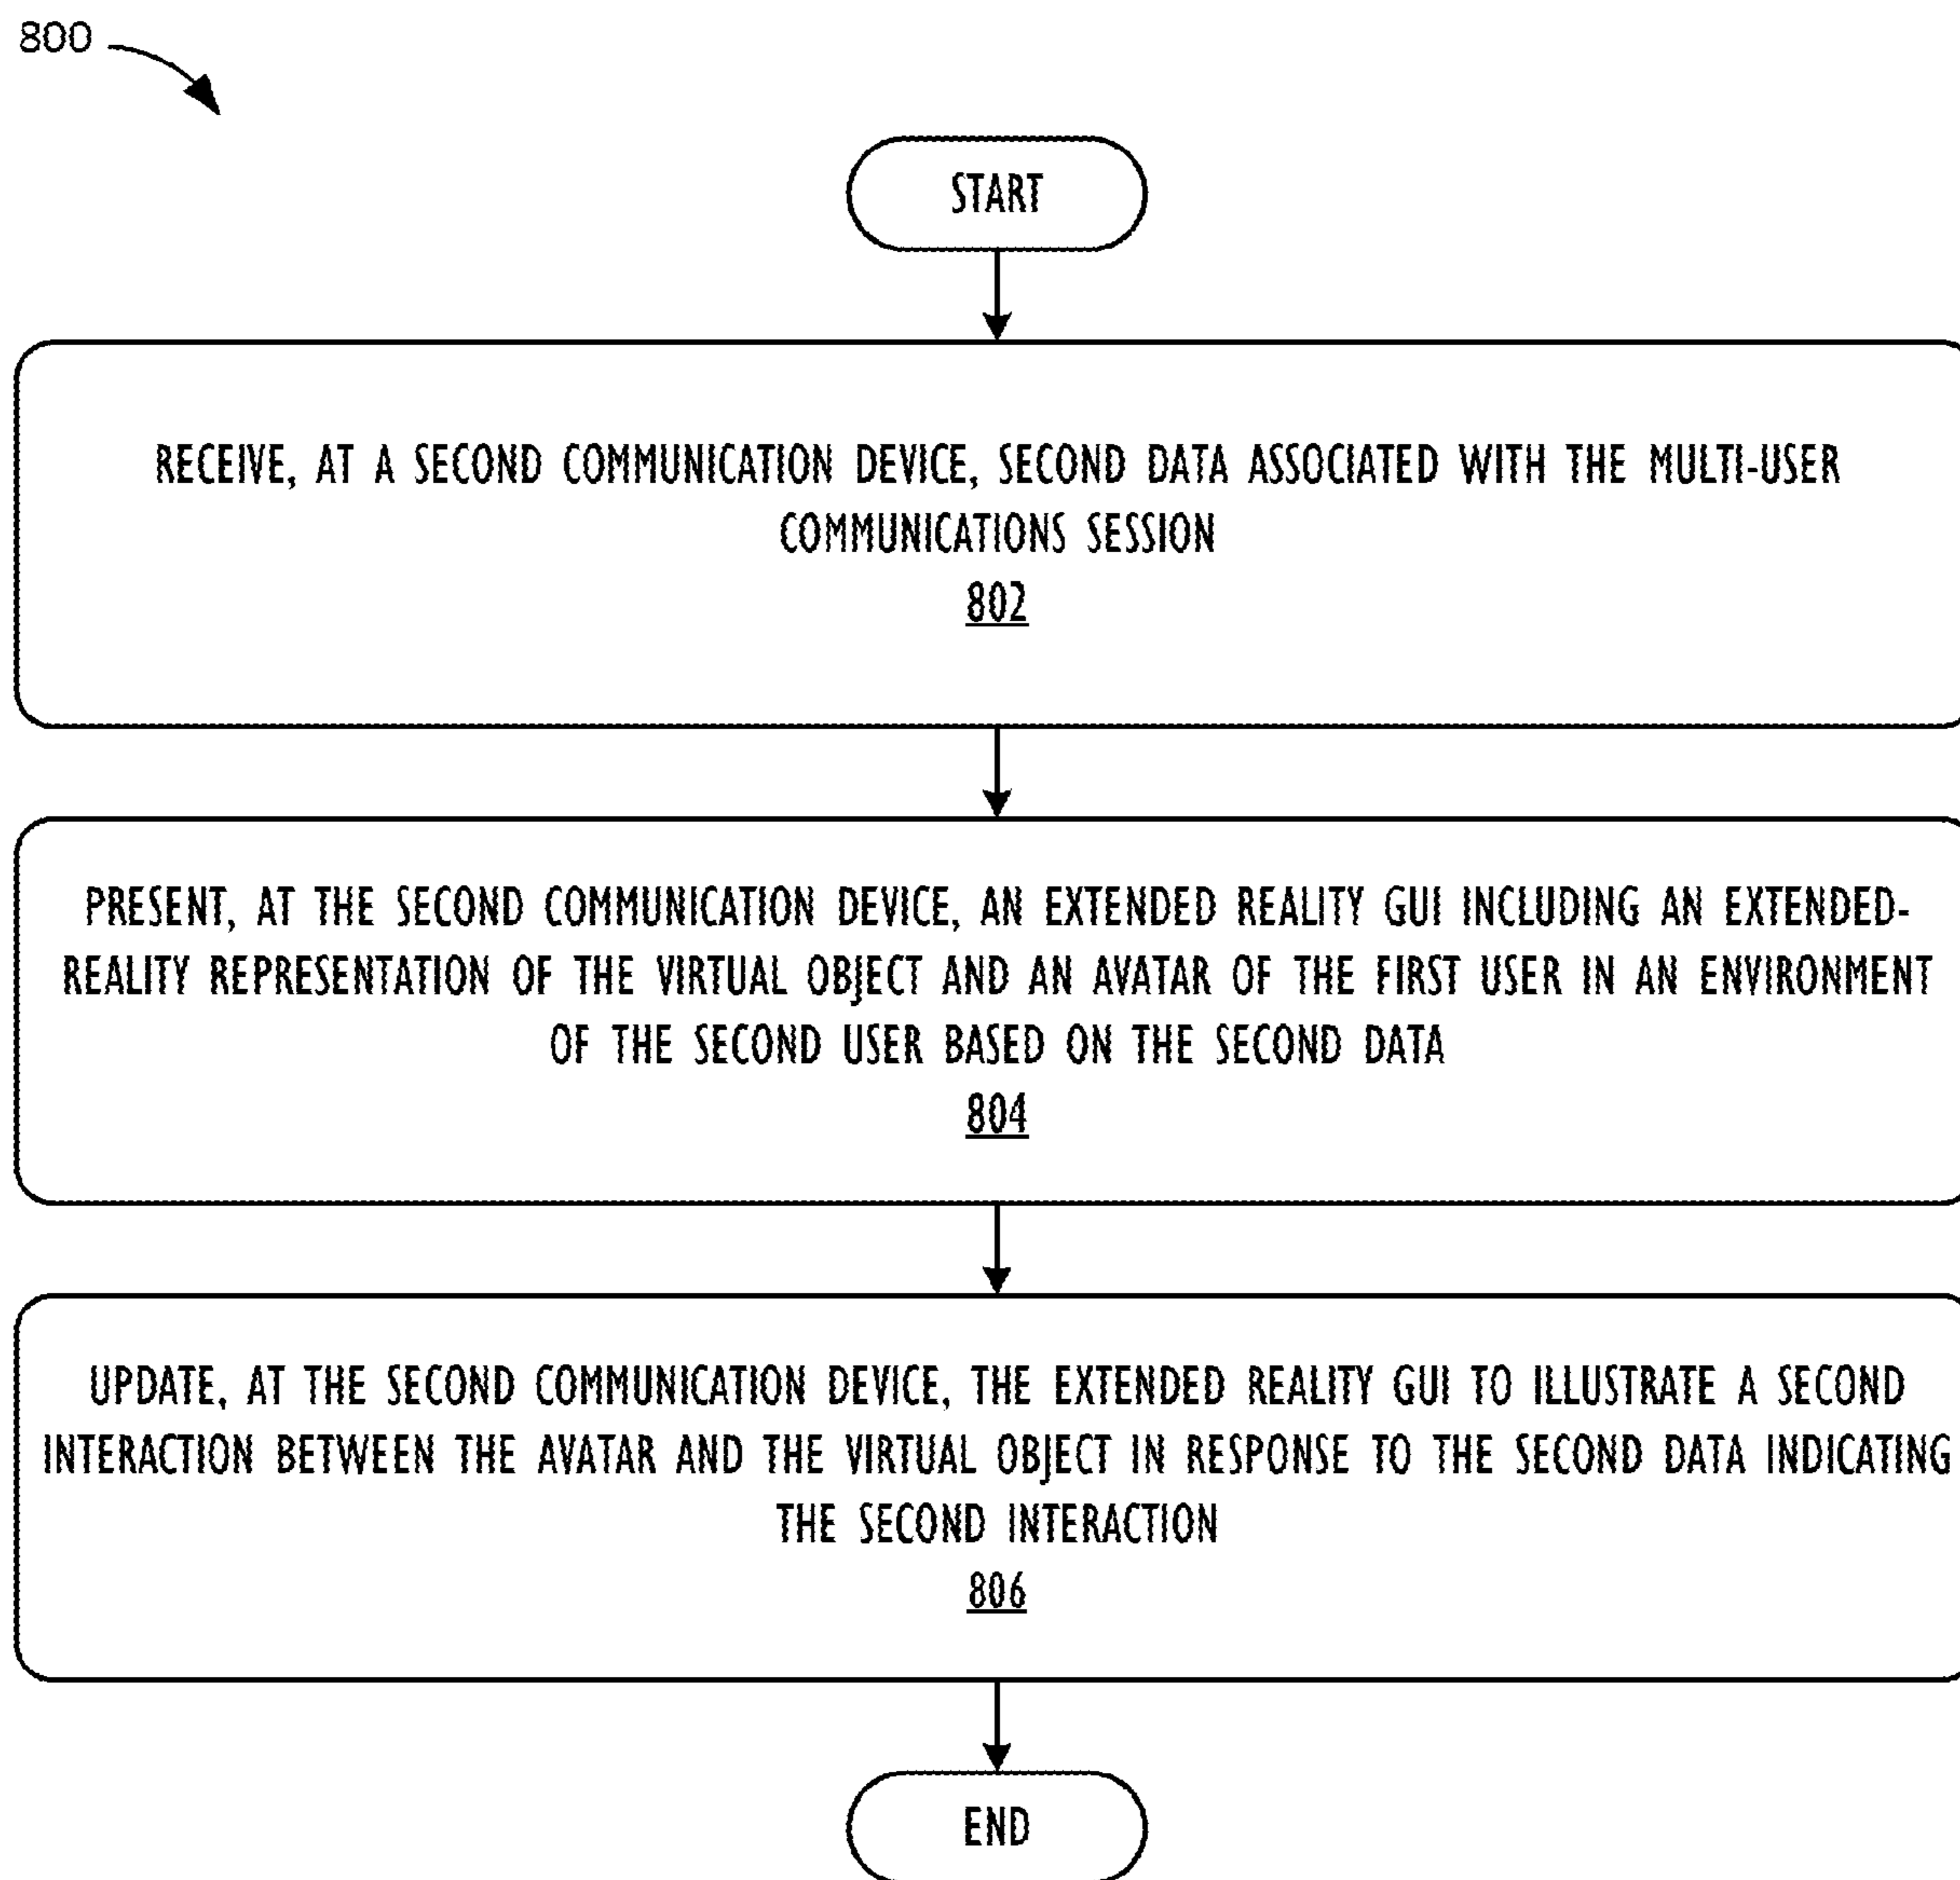 800
START
RECEIVE, AT A SECOND COMMUNICATION DEVICE, SECOND DATA ASSOCIATED WITH THE MULTI-USER
COMMUNICATIONS SESSION
802
PRESENT, AT THE SECOND COMMUNICATION DEVICE, AN EXTENDED REALITY GUI INCLUDING AN EXTENDED-
REALITY REPRESENTATION OF THE VIRTUAL OBJECT AND AN AVATAR OF THE FIRST USER IN AN ENVIRONMENT
OF THE SECOND USER BASED ON THE SECOND DATA
804
UPDATE, AT THE SECOND COMMUNICATION DEVICE, THE EXTENDED REALITY GUI TO ILLUSTRATE A SECOND
INTERACTION BETWEEN THE AVATAR AND THE VIRTUAL OBJECT IN RESPONSE TO THE SECOND DATA INDICATING
THE SECOND INTERACTION
806
END